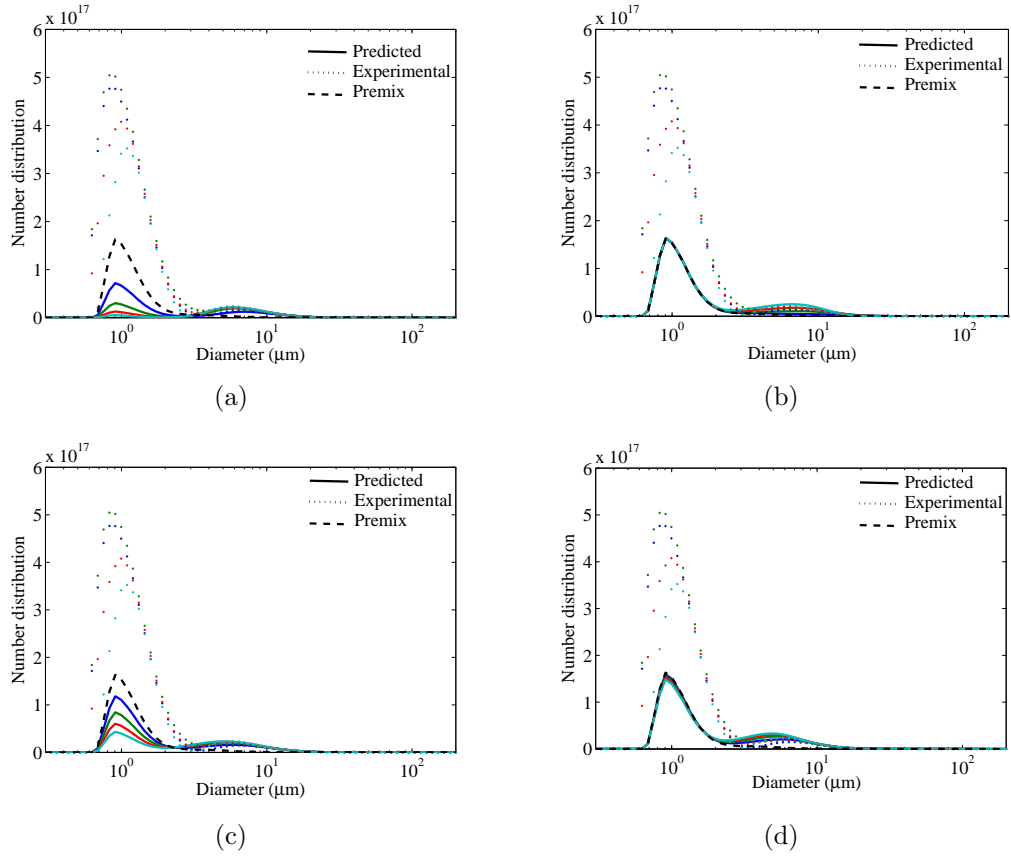 x 10^17
6
5
4
3
2
1
0
Number distribution
Predicted
Experimental
Premix
10^0
10^1
10^2
Diameter (μm)
(a)
x 10^17
6
5
4
3
2
1
0
Number distribution
Predicted
Experimental
Premix
10^0
10^1
10^2
Diameter (μm)
(b)
x 10^17
6
5
4
3
2
1
0
Number distribution
Predicted
Experimental
Premix
10^0
10^1
10^2
Diameter (μm)
(c)
x 10^17
6
5
4
3
2
1
0
Number distribution
Predicted
Experimental
Premix
10^0
10^1
10^2
Diameter (μm)
(d)